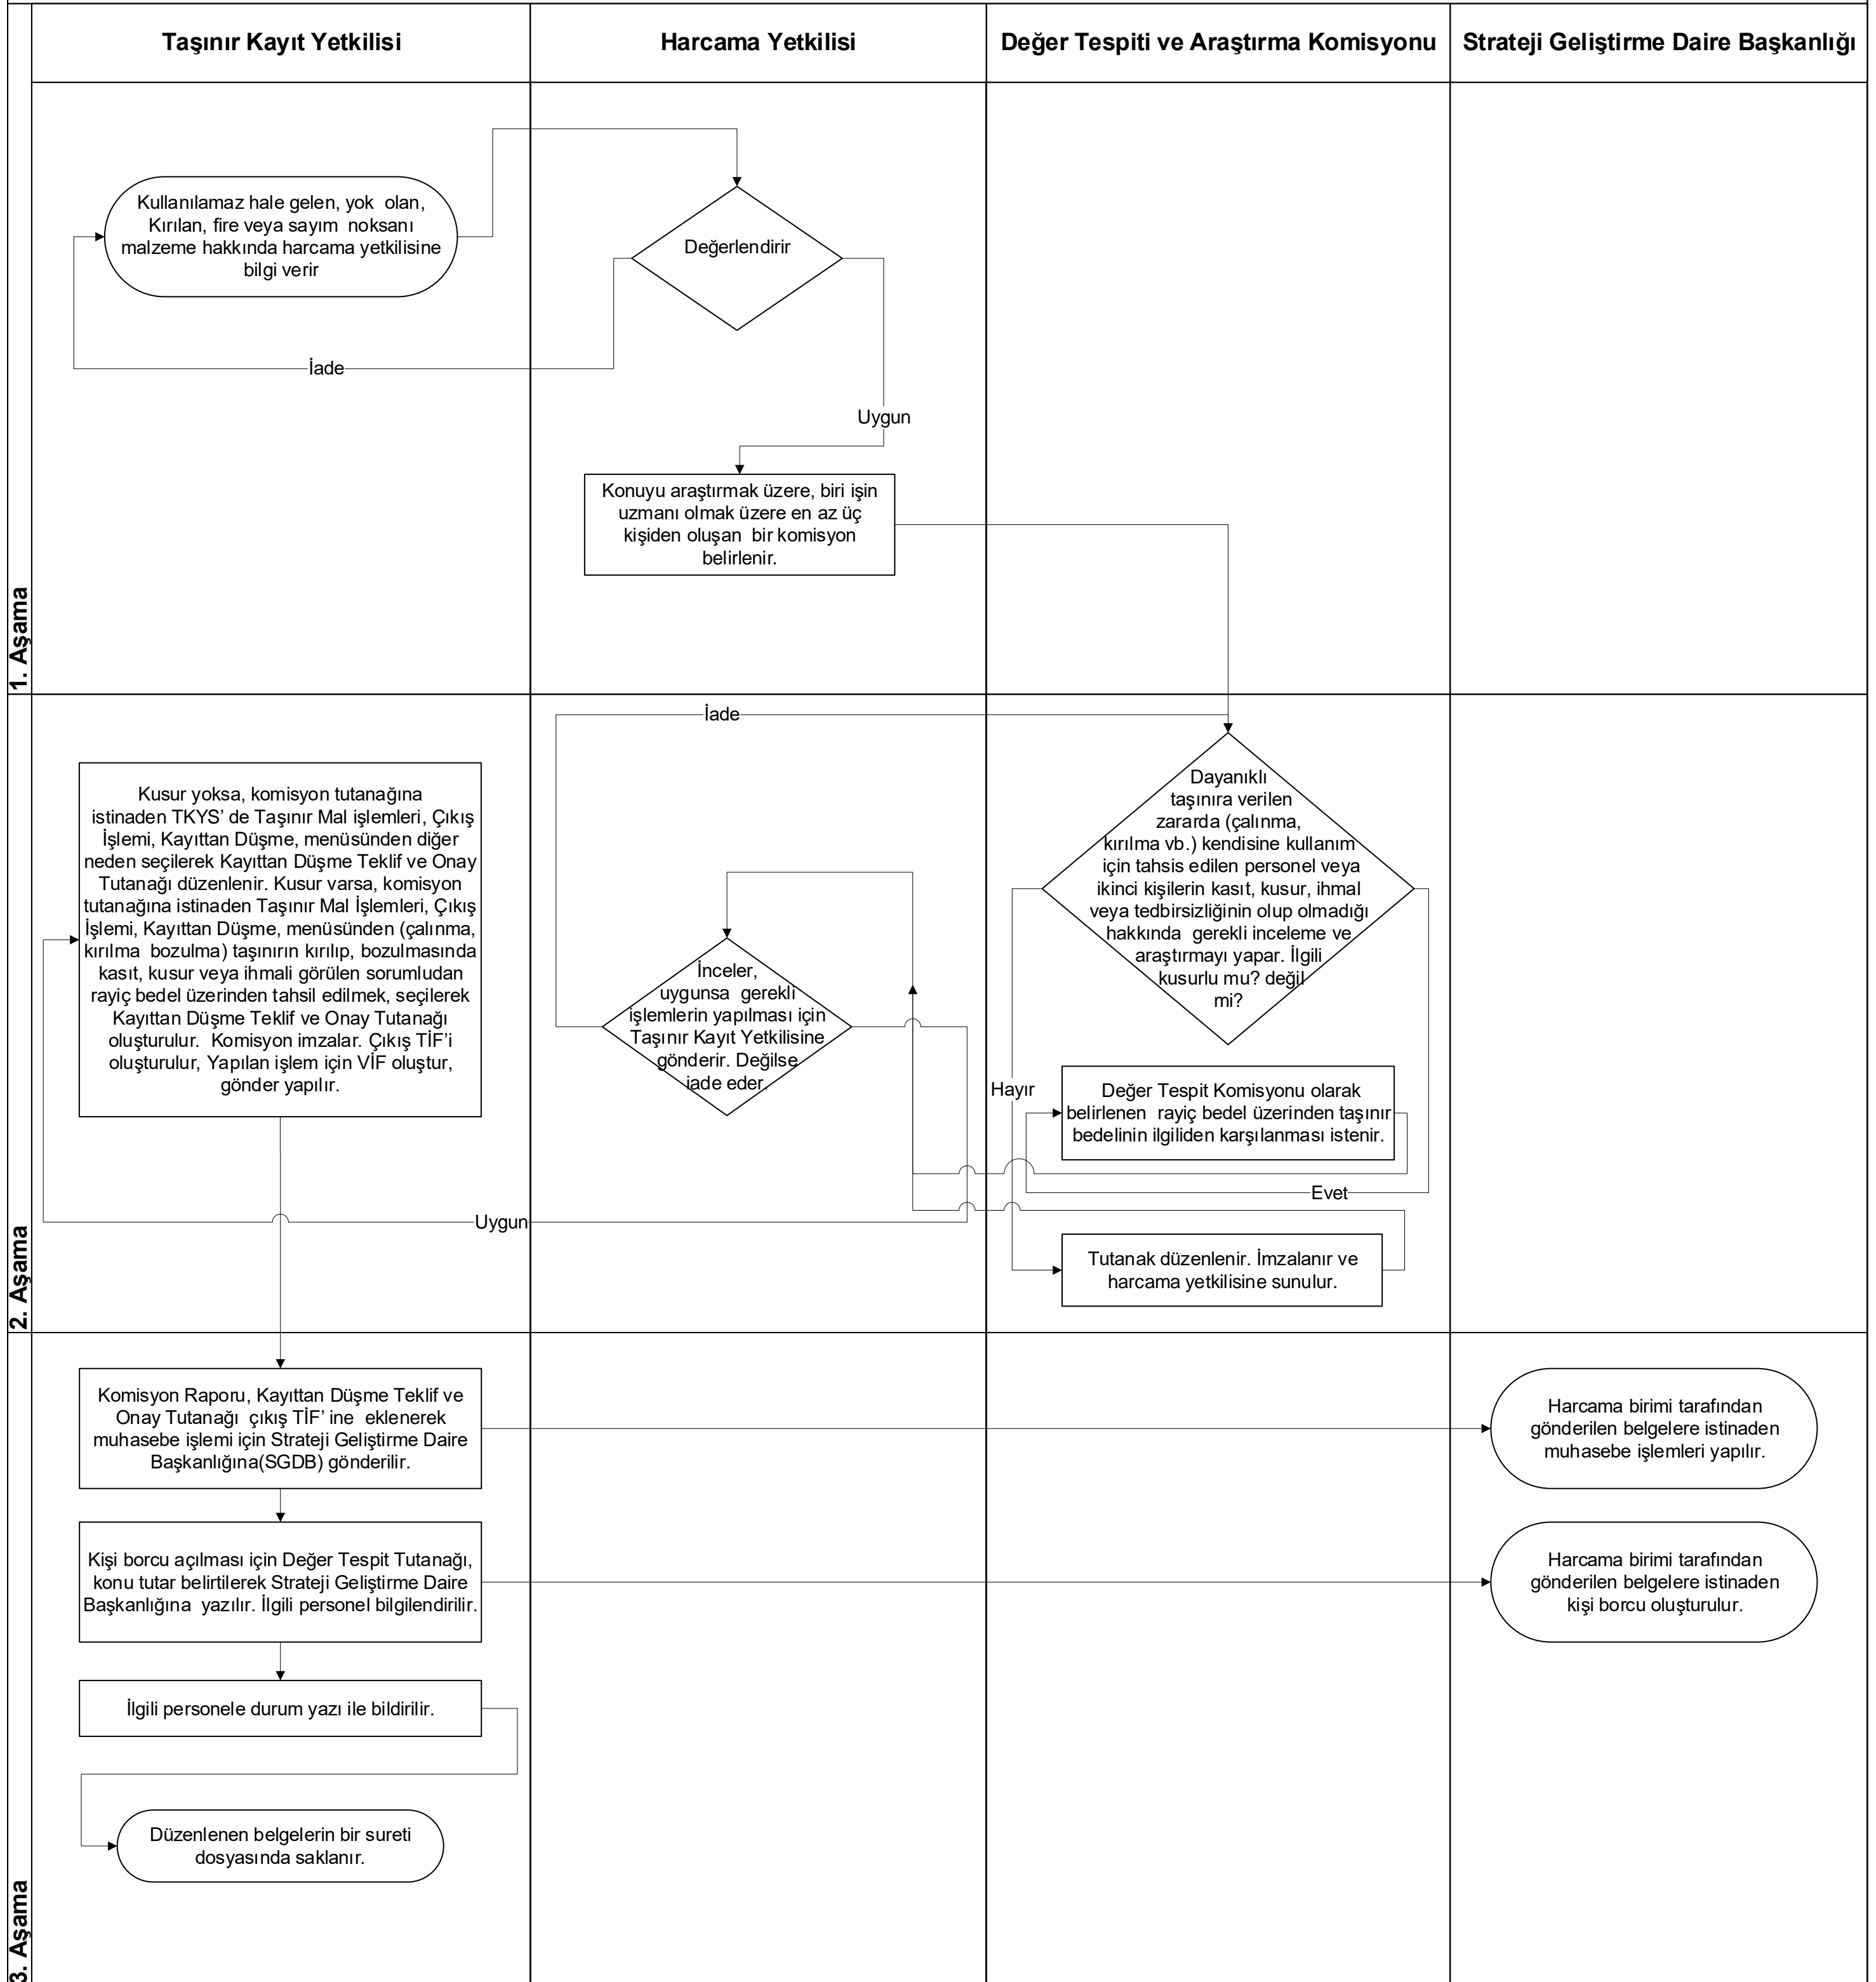 Taşınır Kayıt Yetkilisi
Harcama Yetkilisi
Değer Tespiti ve Araştırma Komisyonu
Strateji Geliştirme Daire Başkanlığı
1. Aşama
Kullanılamaz hale gelen, yok olan,
Kırılan, fire veya sayım noksanı
malzeme hakkında harcama yetkilisine
bilgi verir
Değerlendirir
İade
Uygun
Konuyu araştırmak üzere, biri işin
uzmanı olmak üzere en az üç
kişiden oluşan bir komisyon
belirlenir.
2. Aşama
İade
Dayanıklı
taşınıra verilen
zararda (çalınma,
kırılma vb.) kendisine kullanım
için tahsis edilen personel veya
ikinci kişilerin kasıt, kusur, ihmal
veya tedbirsizliğinin olup olmadığı
hakkında gerekli inceleme ve
araştırmayı yapar. İlgili
kusurlu mu? değil
mi?
Kusur yoksa, komisyon tutanağına
istinaden TKYS’ de Taşınır Mal işlemleri, Çıkış
İşlemi, Kayıttan Düşme, menüsünden diğer
neden seçilerek Kayıttan Düşme Teklif ve Onay
Tutanağı düzenlenir. Kusur varsa, komisyon
tutanağına istinaden Taşınır Mal İşlemleri, Çıkış
İşlemi, Kayıttan Düşme, menüsünden (çalınma,
kırılma bozulma) taşınırın kırılıp, bozulmasında
kasıt, kusur veya ihmali görülen sorumludan
rayiç bedel üzerinden tahsil edilmek, seçilerek
Kayıttan Düşme Teklif ve Onay Tutanağı
oluşturulur. Komisyon imzalar. Çıkış TİF’i
oluşturulur, Yapılan işlem için VİF oluştur,
gönder yapılır.
İnceler,
uygunsa gerekli
işlemlerin yapılması için
Taşınır Kayıt Yetkilisine
gönderir. Değilse
iade eder.
Hayır
Değer Tespit Komisyonu olarak
belirlenen rayiç bedel üzerinden taşınır
bedelinin ilgiliden karşılanması istenir.
Evet
Uygun
Tutanak düzenlenir. İmzalanır ve
harcama yetkilisine sunulur.
3. Aşama
Komisyon Raporu, Kayıttan Düşme Teklif ve
Onay Tutanağı çıkış TİF’ ine eklenerek
muhasebe işlemi için Strateji Geliştirme Daire
Başkanlığına(SGDB) gönderilir.
Harcama birimi tarafından
gönderilen belgelere istinaden
muhasebe işlemleri yapılır.
Kişi borcu açılması için Değer Tespit Tutanağı,
konu tutar belirtilerek Strateji Geliştirme Daire
Başkanlığına yazılır. İlgili personel bilgilendirilir.
Harcama birimi tarafından
gönderilen belgelere istinaden
kişi borcu oluşturulur.
İlgili personele durum yazı ile bildirilir.
Düzenlenen belgelerin bir sureti
dosyasında saklanır.